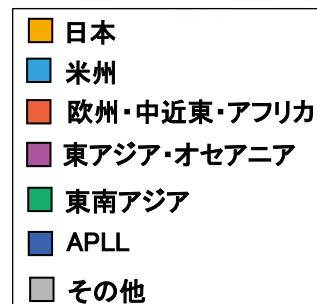 日本
米州
欧州・中近東・アフリカ
東アジア・オセアニア
東南アジア
APLL
その他